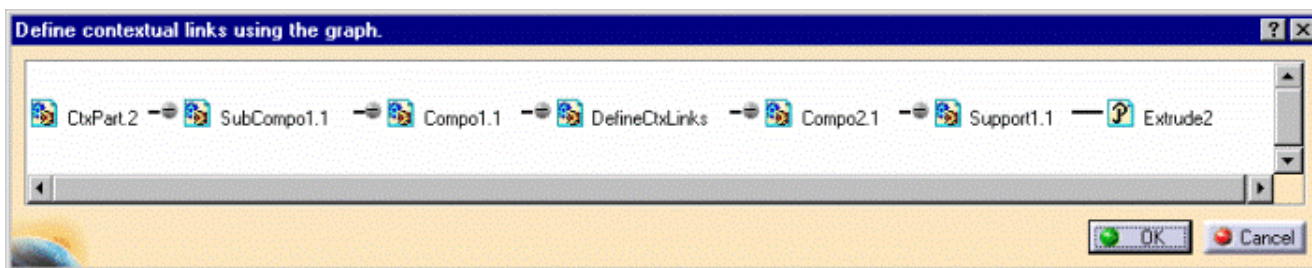 Define contextual links using the graph.
CtxPart.2 SubCompo1.1 Compo1.1 DefineCtxLinks Compo2.1 Support1.1 Extrude2
OK Cancel